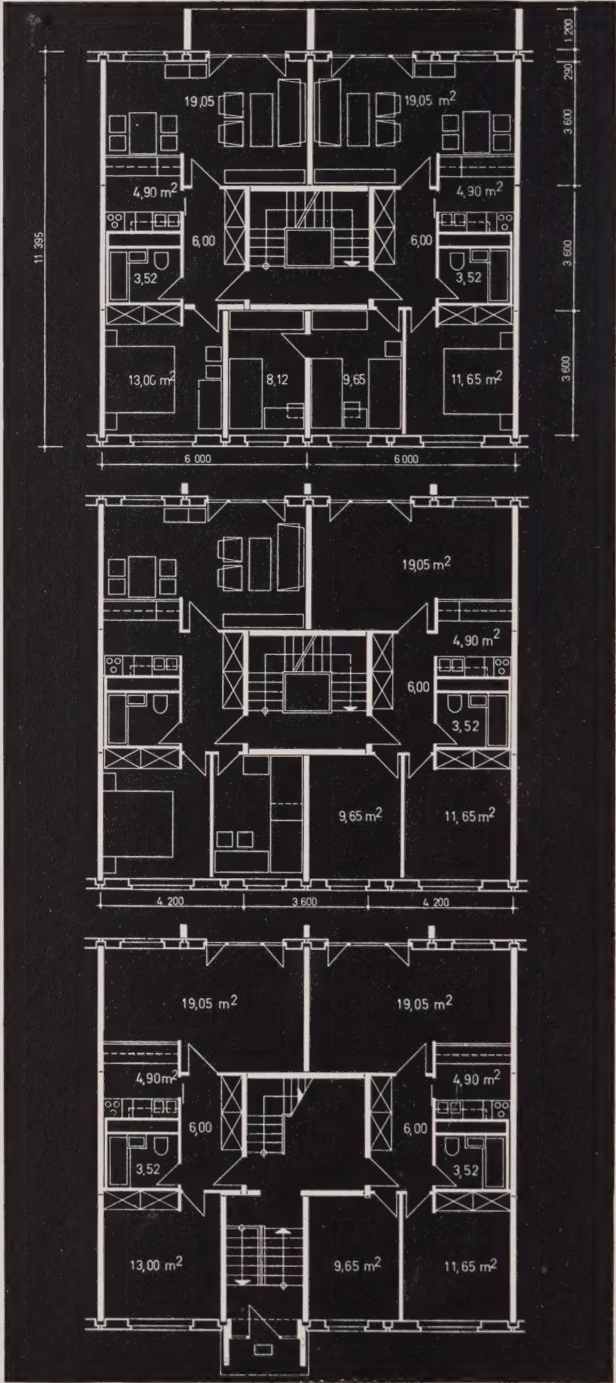 1 200
290
19,05
19,05 m²
3 600
4,90 m²
4,90 m²
6,00
6,00
11 395
3 600
3,52
3,52
13,00 m²
8,12
9,65
11,65 m²
3 600
6 000
6 000
19,05 m²
4,90 m²
6,00
3,52
9,65 m²
11,65 m²
4 200
3 600
4 200
19,05 m²
19,05 m²
4,90 m²
4,90 m²
6,00
6,00
3,52
3,52
13,00 m²
9,65 m²
11,65 m²